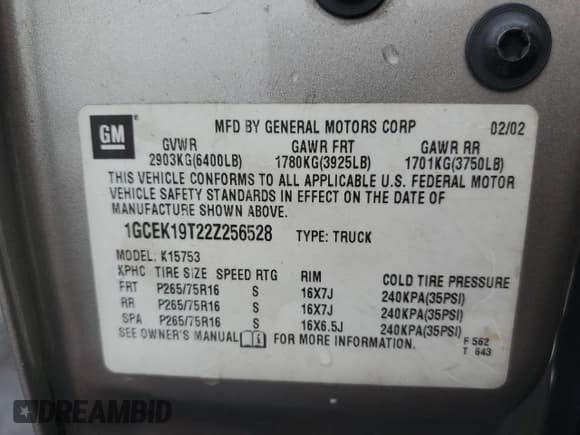 GM
MFD BY GENERAL MOTORS CORP 02/02
GVWR GAWR FRT GAWR RR
2903KG(6400LB) 1780KG(3925LB) 1701KG(3750LB)
THIS VEHICLE CONFORMS TO ALL APPLICABLE U.S. FEDERAL MOTOR
VEHICLE SAFETY STANDARDS IN EFFECT ON THE DATE OF
MANUFACTURE SHOWN ABOVE.
1GCEK19T22Z256528 TYPE: TRUCK
MODEL: K15753
XPHC TIRE SIZE SPEED RTG RIM COLD TIRE PRESSURE
FRT P265/75R16 S 16X7J 240KPA(35PSI)
RR P265/75R16 S 16X7J 240KPA(35PSI)
SPA P265/75R16 S 16X6.5J 240KPA(35PSI)
SEE OWNER'S MANUAL FOR MORE INFORMATION. F 562
T 643
DREAMBID